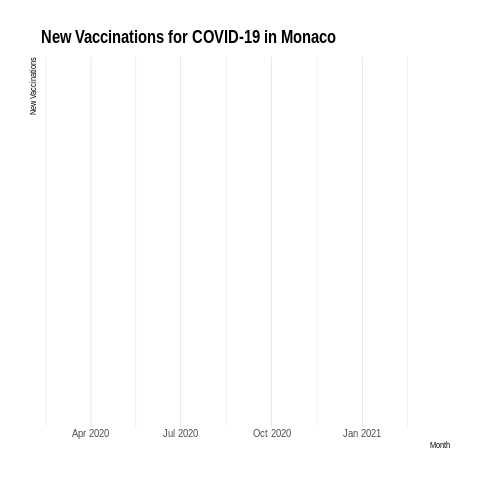 New Vaccinations for COVID-19 in Monaco
New Vaccinations
Apr 2020
Jul 2020
Oct 2020
Jan 2021
Month